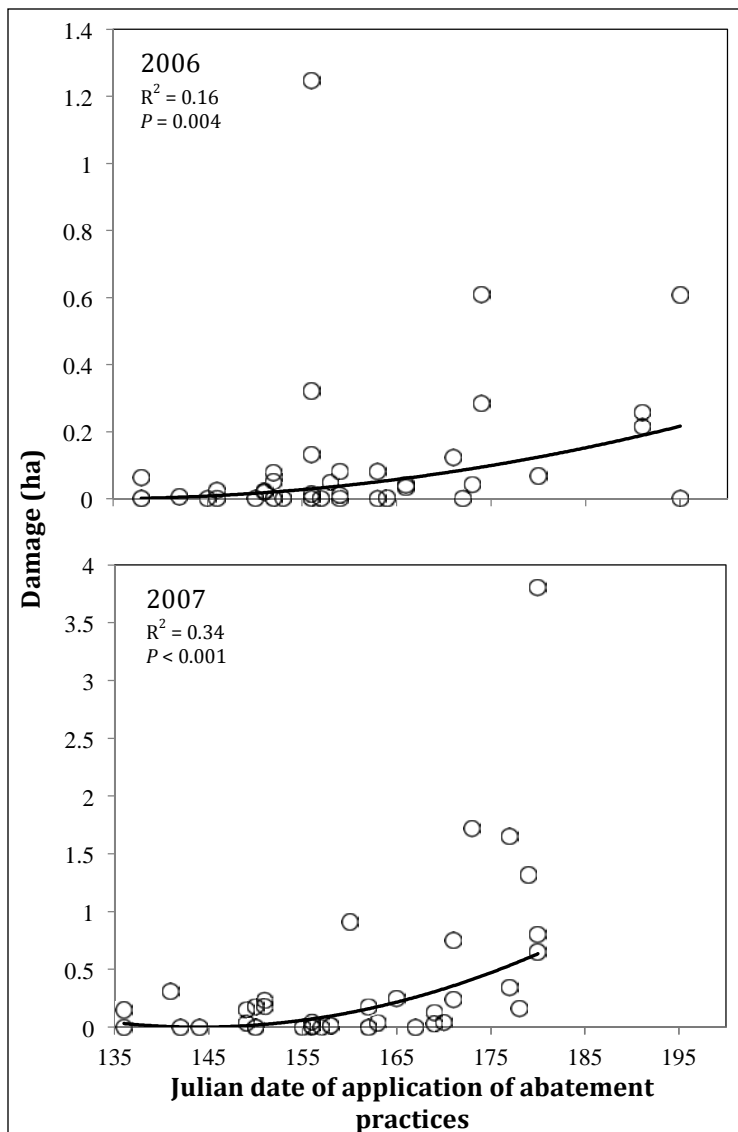 1.4
2006
R² = 0.16
P = 0.004
1.2
1
0.8
0.6
0.4
0.2
0
Damage (ha)
4
2007
R² = 0.34
P < 0.001
3.5
3
2.5
2
1.5
1
0.5
0
135 145 155 165 175 185 195
Julian date of application of abatement
practices